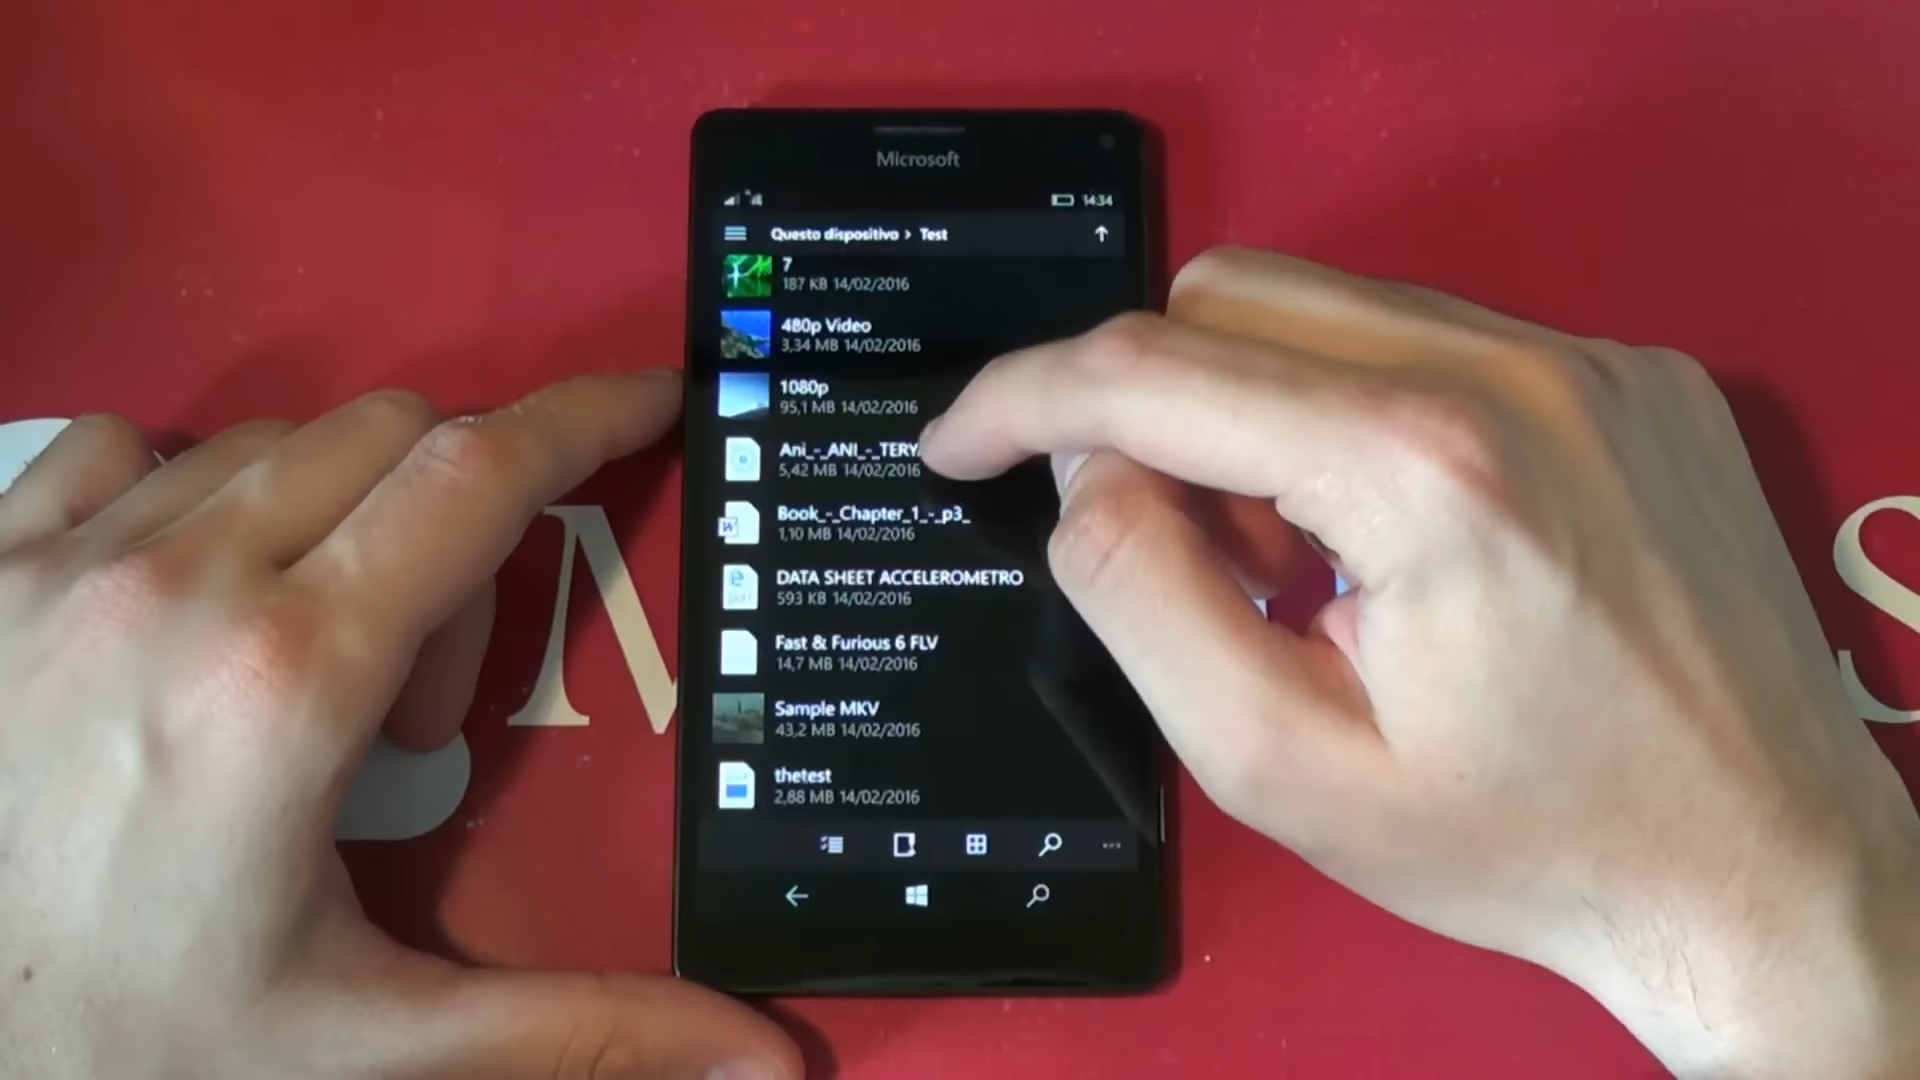 Microsoft
14:34
Questo dispositivo > Test
7
187 KB 14/02/2016
480p Video
3,34 MB 14/02/2016
1080p
95,1 MB 14/02/2016
Ani_-_ANI_-_TERY
5,42 MB 14/02/2016
Book_-_Chapter_1_-_p3_
1,10 MB 14/02/2016
DATA SHEET ACCELEROMETRO
593 KB 14/02/2016
Fast & Furious 6 FLV
14,7 MB 14/02/2016
Sample MKV
43,2 MB 14/02/2016
thetest
2,88 MB 14/02/2016
M
S